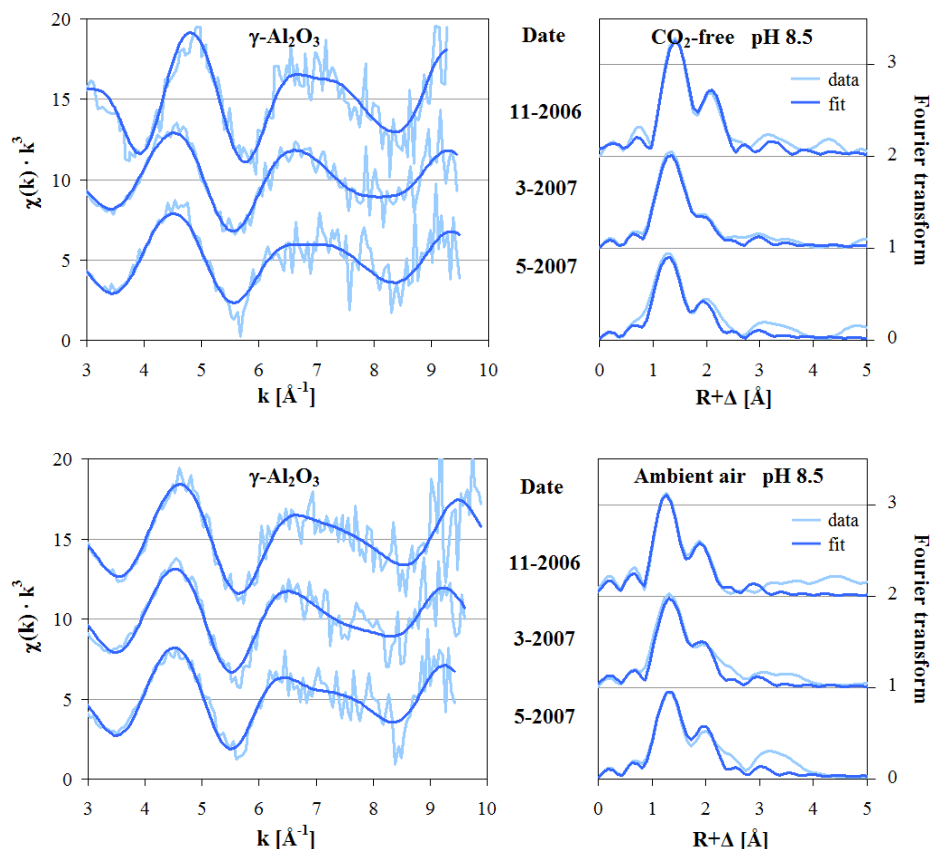 γ-Al₂O₃
Date
CO₂-free pH 8.5
20
15
10
5
0
χ(k) · k³
3 4 5 6 7 8 9 10
k [Å⁻¹]
11-2006
3-2007
5-2007
data
fit
3
2
1
0
Fourier transform
0 1 2 3 4 5
R+Δ [Å]
γ-Al₂O₃
Date
Ambient air pH 8.5
20
15
10
5
0
χ(k) · k³
3 4 5 6 7 8 9 10
k [Å⁻¹]
11-2006
3-2007
5-2007
data
fit
3
2
1
0
Fourier transform
0 1 2 3 4 5
R+Δ [Å]